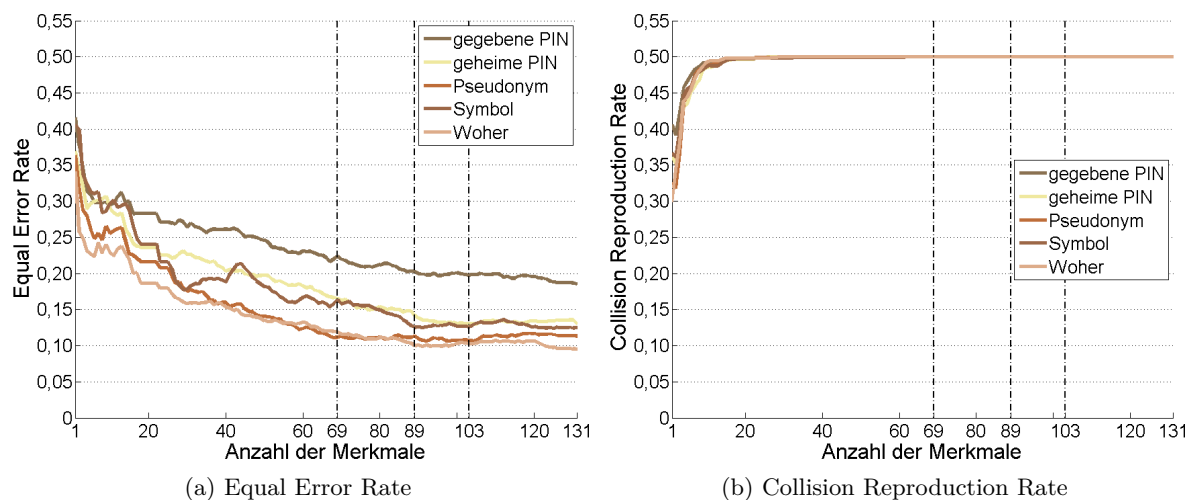 0,55
0,50
0,45
0,40
0,35
0,30
0,25
0,20
0,15
0,10
0,05
0
Equal Error Rate
gegebene PIN
geheime PIN
Pseudonym
Symbol
Woher
1 20 40 60 69 80 89 103 120 131
Anzahl der Merkmale
(a) Equal Error Rate
0,55
0,50
0,45
0,40
0,35
0,30
0,25
0,20
0,15
0,10
0,05
0
Collision Reproduction Rate
gegebene PIN
geheime PIN
Pseudonym
Symbol
Woher
1 20 40 60 69 80 89 103 120 131
Anzahl der Merkmale
(b) Collision Reproduction Rate